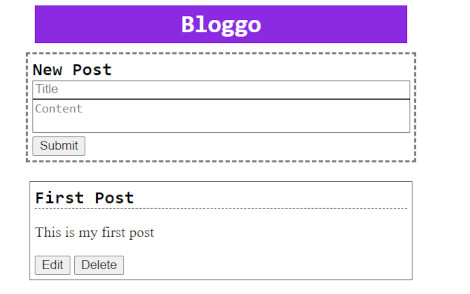 Bloggo
New Post
Title
Content
Submit
First Post
This is my first post
Edit Delete